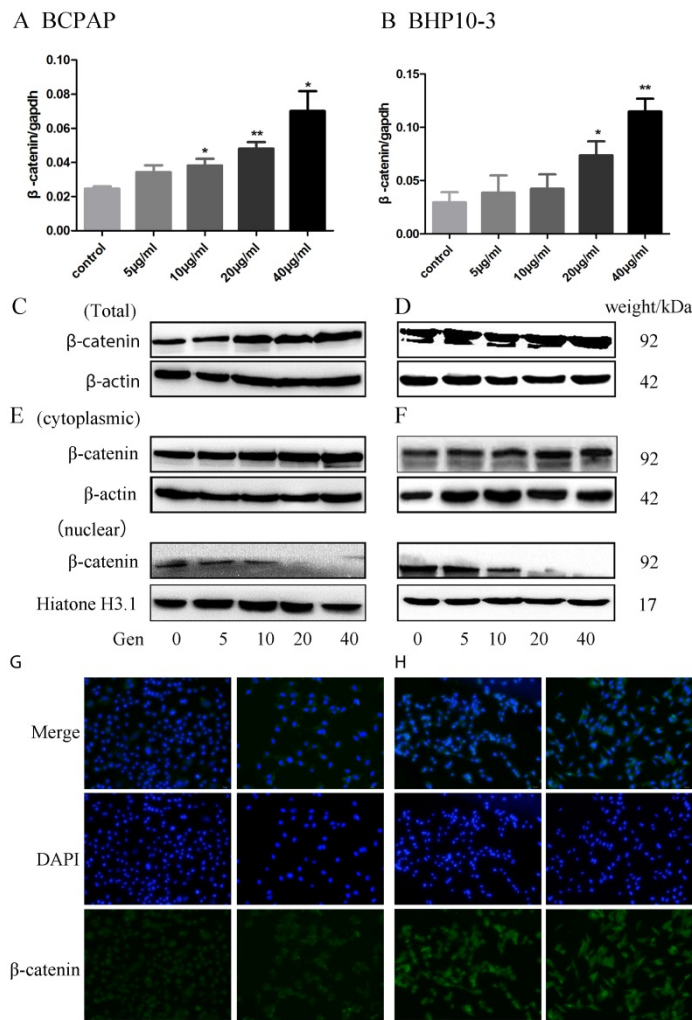 A BCPAP
B BHP10-3
β -catenin/gapdh
0.10
0.08
0.06
0.04
0.02
0.00
*
**
*
control
5µg/ml
10µg/ml
20µg/ml
40µg/ml
β -catenin/gapdh
0.15
0.10
0.05
0.00
*
**
control
5µg/ml
10µg/ml
20µg/ml
40µg/ml
C (Total)
D weight/kDa
β-catenin 92
β-actin 42
E (cytoplasmic) F
β-catenin 92
β-actin 42
(nuclear)
β-catenin 92
Hiatone H3.1 17
Gen 0 5 10 20 40 0 5 10 20 40
G H
Merge
DAPI
β-catenin